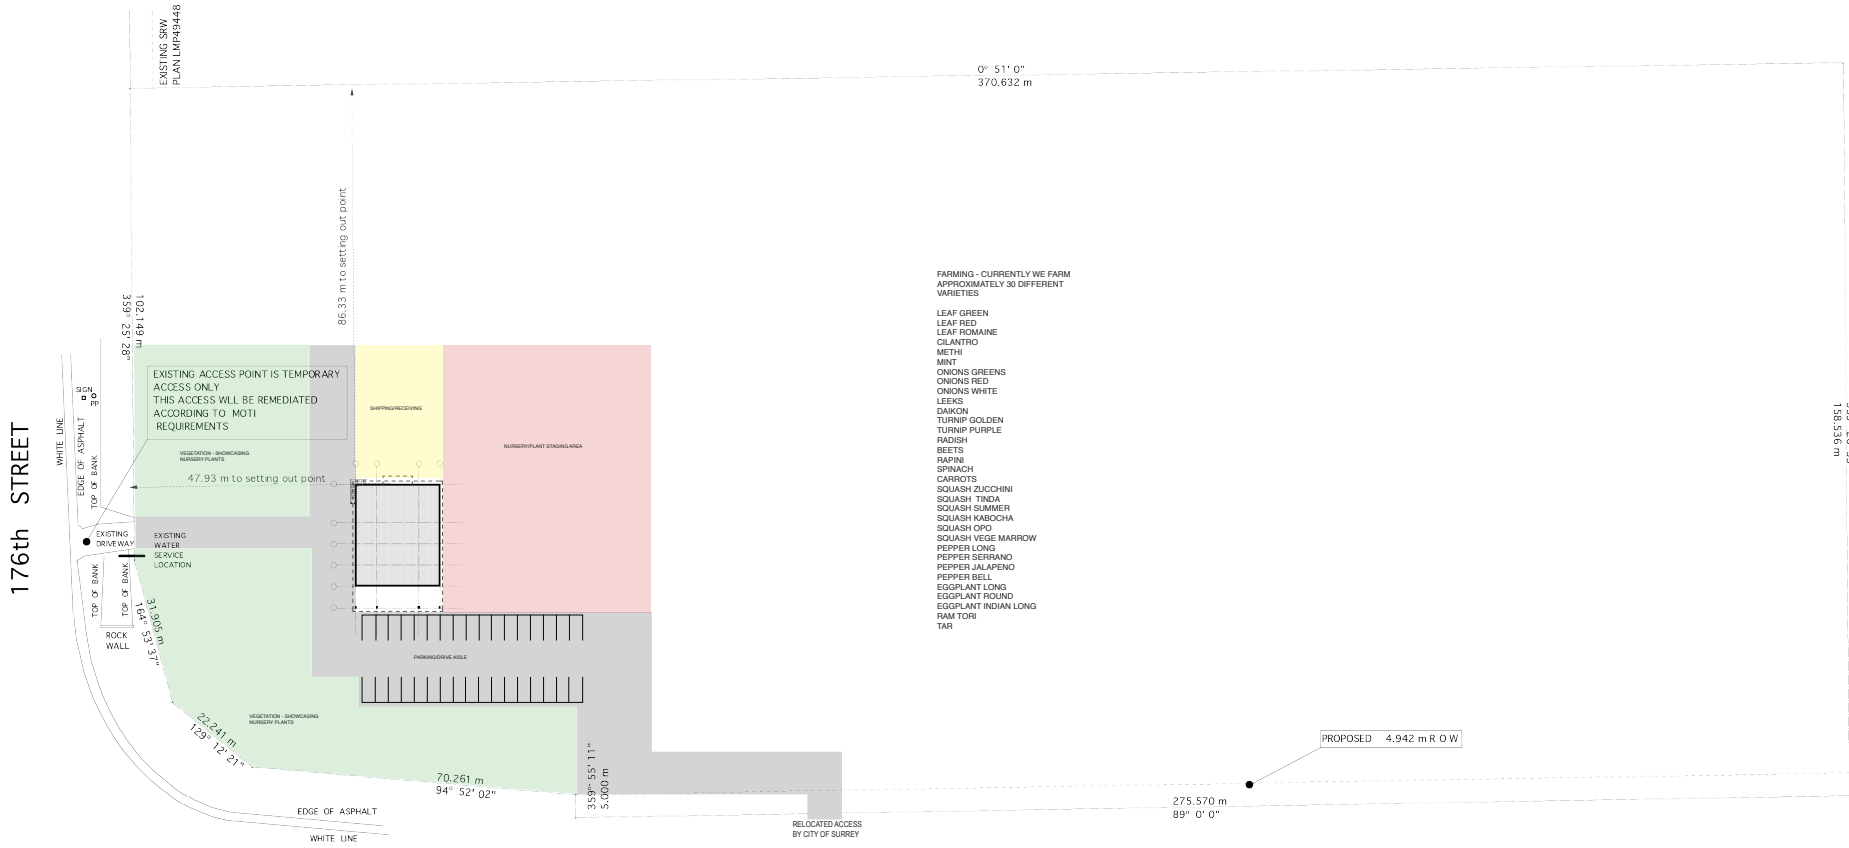 EXISTING SRW
PLAN LMP49448
0° 51' 0"
370.632 m
86.33 m to setting out point
102.149 m
359° 25' 28"
176th STREET
WHITE LINE
EDGE OF ASPHALT
TOP OF BANK
SIGN
PP
EXISTING ACCESS POINT IS TEMPORARY
ACCESS ONLY
THIS ACCESS WLL BE REMEDIATED
ACCORDING TO MOTI
REQUIREMENTS
VEGETATION - SHOWCASING
NURSERY PLANTS
47.93 m to setting out point
SHIPPING/RECEIVING
NURSERY/PLANT STAGING AREA
EXISTING
DRIVEWAY
EXISTING
WATER
SERVICE
LOCATION
TOP OF BANK
TOP OF BANK
ROCK
WALL
31.905 m
164° 53' 37"
PARKING/DRIVE AISLE
VEGETATION - SHOWCASING
NURSERY PLANTS
22.241 m
129° 12' 21"
70.261 m
94° 52' 02"
359° 55' 11"
5.000 m
EDGE OF ASPHALT
WHITE LINE
RELOCATED ACCESS
BY CITY OF SURREY
FARMING - CURRENTLY WE FARM
APPROXIMATELY 30 DIFFERENT
VARIETIES
LEAF GREEN
LEAF RED
LEAF ROMAINE
CILANTRO
METHI
MINT
ONIONS GREENS
ONIONS RED
ONIONS WHITE
LEEKS
DAIKON
TURNIP GOLDEN
TURNIP PURPLE
RADISH
BEETS
RAPINI
SPINACH
CARROTS
SQUASH ZUCCHINI
SQUASH TINDA
SQUASH SUMMER
SQUASH KABOCHA
SQUASH OPO
SQUASH VEGE MARROW
PEPPER LONG
PEPPER SERRANO
PEPPER JALAPENO
PEPPER BELL
EGGPLANT LONG
EGGPLANT ROUND
EGGPLANT INDIAN LONG
RAM TORI
TAR
158.536 m
PROPOSED 4.942 m R O W
275.570 m
89° 0' 0"